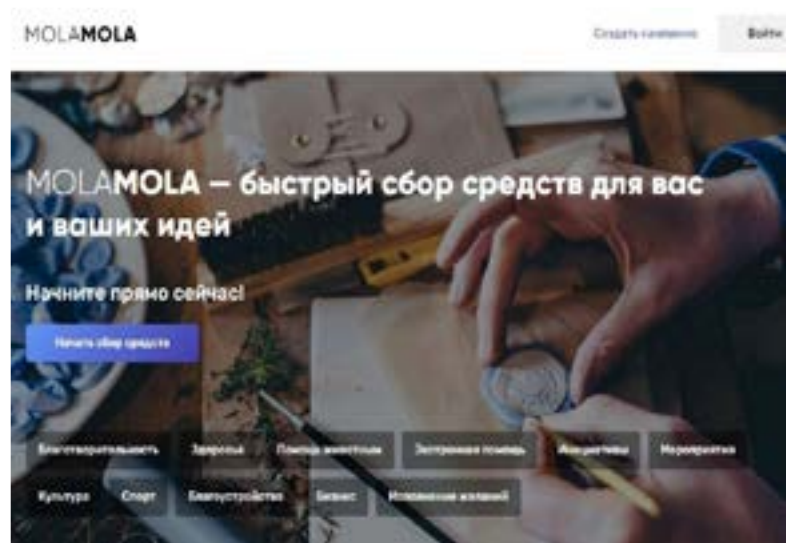 MOLAMOLA
Создать кампанию
Войти
MOLAMOLA — быстрый сбор средств для вас
и ваших идей
Начните прямо сейчас!
Начать сбор средств
Благотворительность Здоровье Помощь животным Экстренная помощь Инициативы Мероприятия
Культура Спорт Благоустройство Бизнес Исполнение желаний